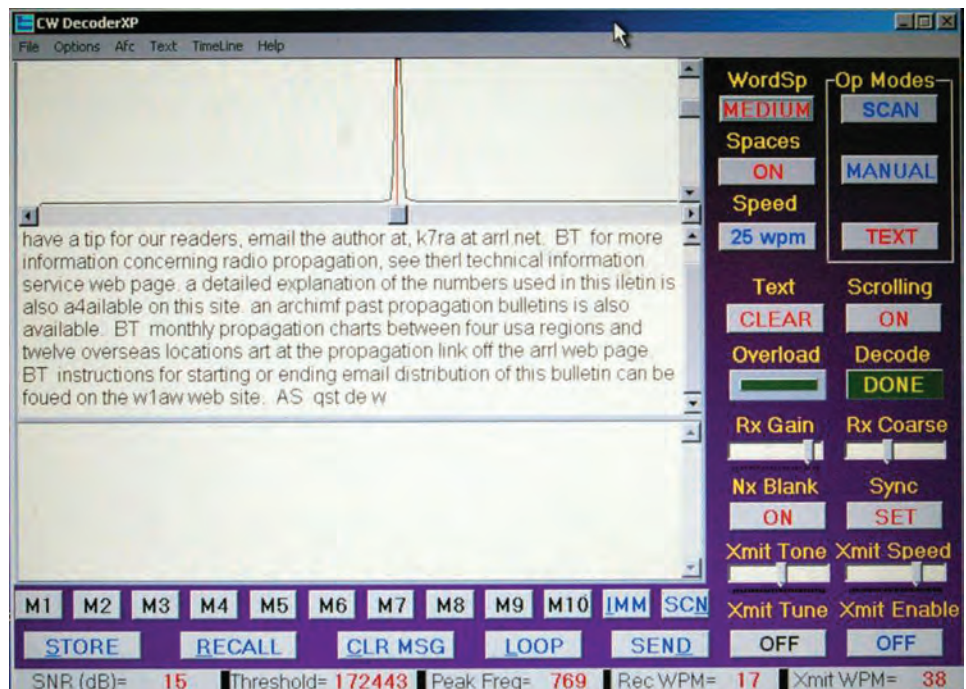 CW DecoderXP
File Options Afc Text TimeLine Help
have a tip for our readers, email the author at, k7ra at arrl.net. BT for more
information concerning radio propagation, see therl technical information
service web page. a detailed explanation of the numbers used in this iletin is
also a4ailable on this site. an archimf past propagation bulletins is also
available. BT monthly propagation charts between four usa regions and
twelve overseas locations art at the propagation link off the arrl web page.
BT instructions for starting or ending email distribution of this bulletin can be
foued on the w1aw web site. AS qst de w
WordSp Op Modes
MEDIUM SCAN
Spaces
ON MANUAL
Speed
25 wpm TEXT
Text Scrolling
CLEAR ON
Overload Decode
DONE
Rx Gain Rx Coarse
Nx Blank Sync
ON SET
Xmit Tone Xmit Speed
Xmit Tune Xmit Enable
OFF OFF
M1 M2 M3 M4 M5 M6 M7 M8 M9 M10 IMM SCN
STORE RECALL CLR MSG LOOP SEND
SNR (dB)= 15 Threshold= 172443 Peak Freq= 769 Rec WPM= 17 Xmit WPM= 38